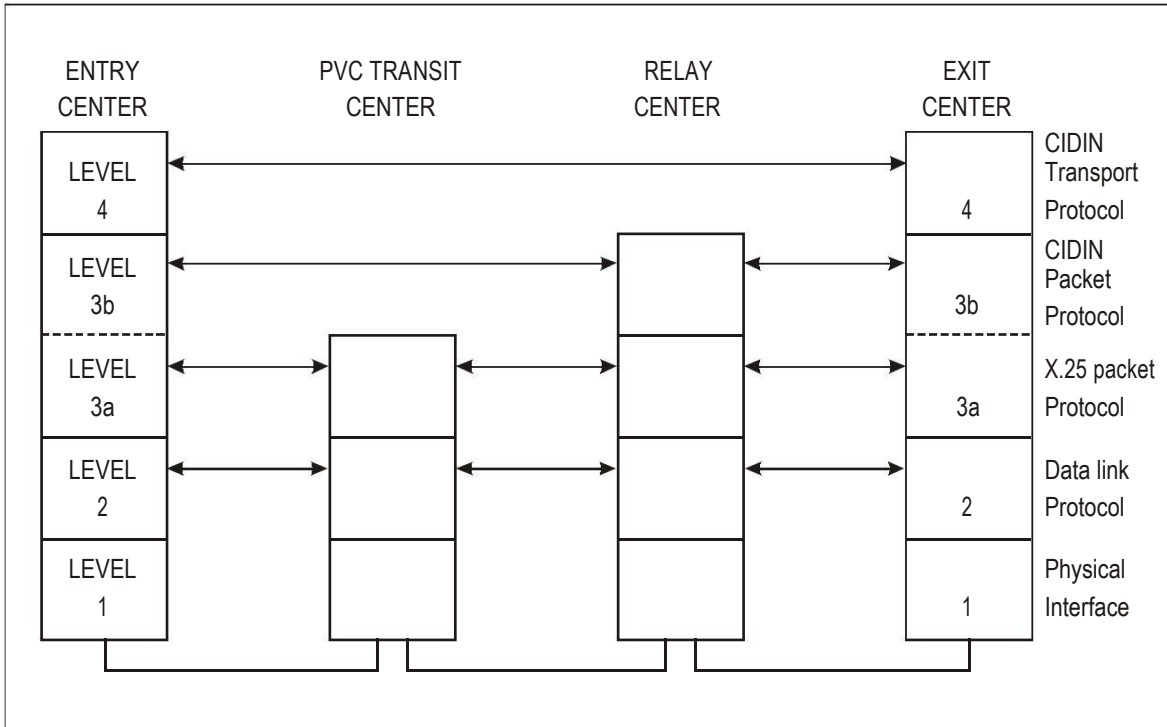 ENTRY
CENTER
PVC TRANSIT
CENTER
RELAY
CENTER
EXIT
CENTER
LEVEL
4
4
CIDIN
Transport
Protocol
LEVEL
3b
3b
CIDIN
Packet
Protocol
LEVEL
3a
3a
X.25 packet
Protocol
LEVEL
2
2
Data link
Protocol
LEVEL
1
1
Physical
Interface